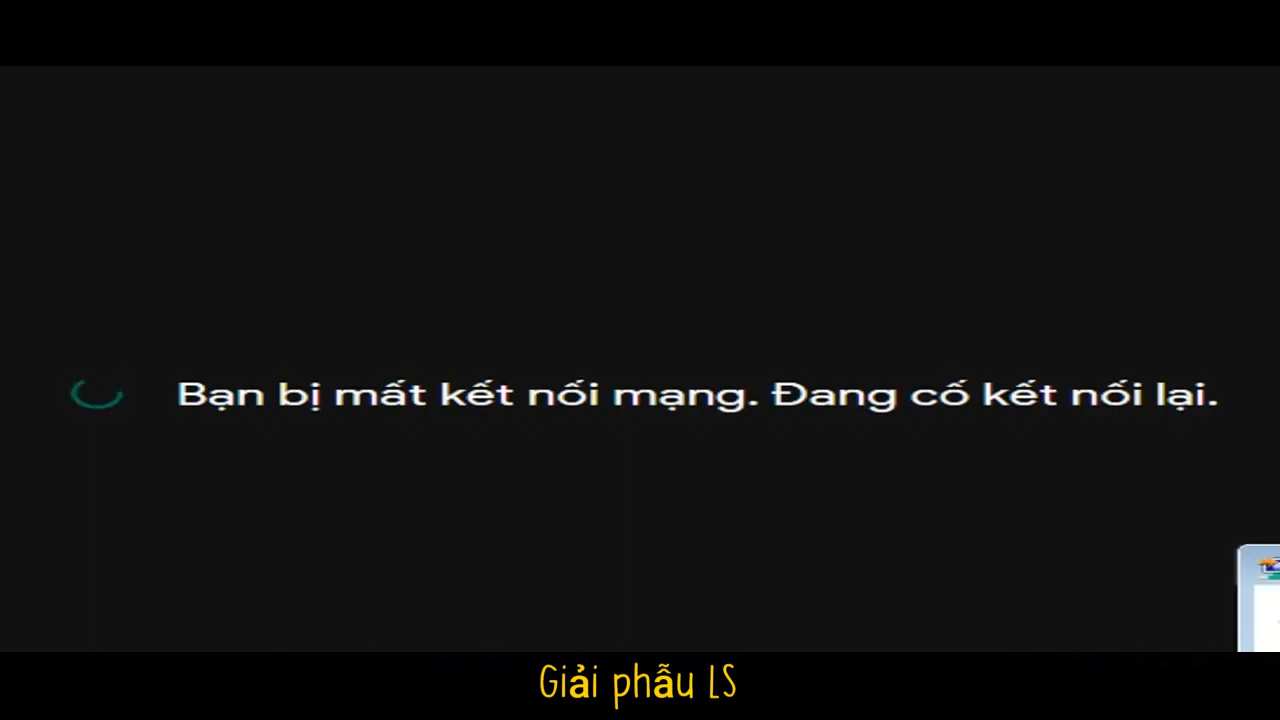 Bạn bị mất kết nối mạng. Đang cố kết nối lại.
Giải phẫu LS